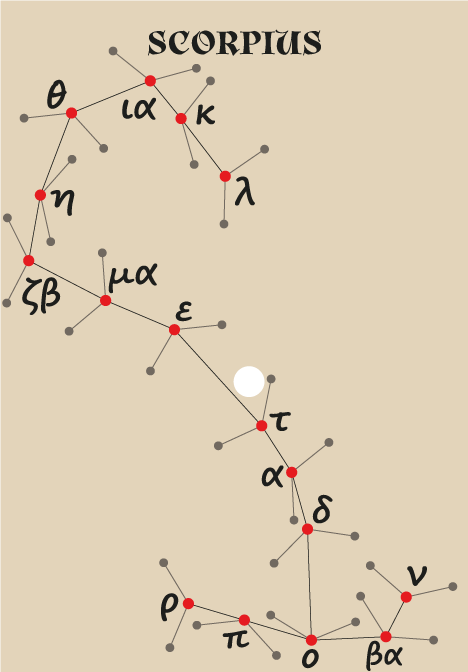 SCORPIUS
θ
ια
κ
λ
η
ζβ
μα
ε
τ
α
δ
ν
ρ
π
ο
βα